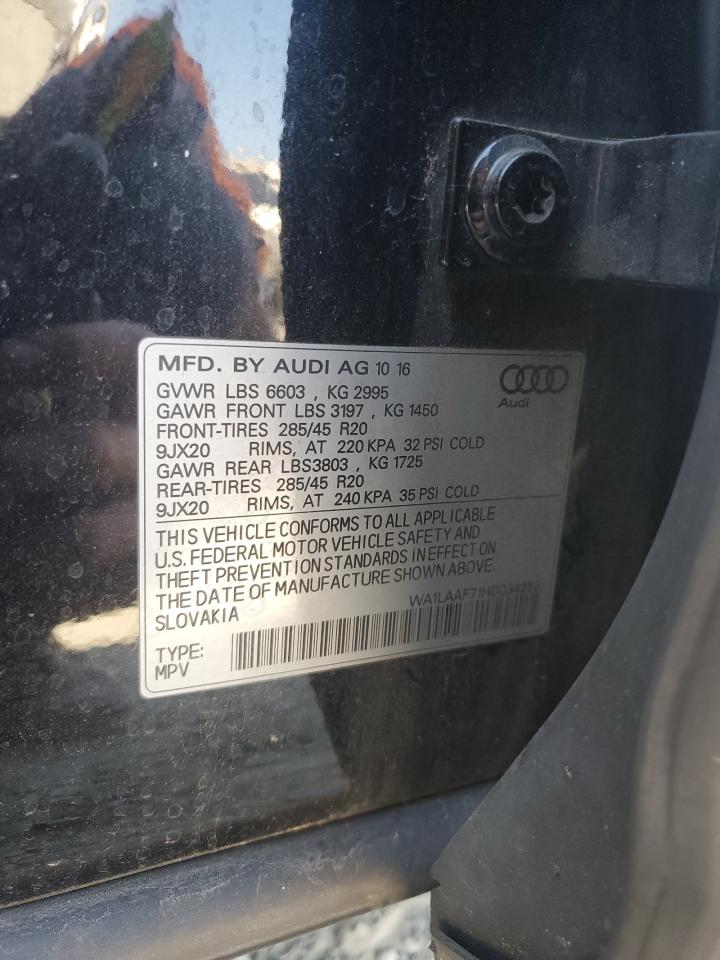 MFD. BY AUDI AG 10 16
Audi
GVWR LBS 6603 , KG 2995
GAWR FRONT LBS 3197 , KG 1450
FRONT-TIRES 285/45 R20
9JX20 RIMS, AT 220 KPA 32 PSI COLD
GAWR REAR LBS3803 , KG 1725
REAR-TIRES 285/45 R20
9JX20 RIMS, AT 240 KPA 35 PSI COLD
THIS VEHICLE CONFORMS TO ALL APPLICABLE
U.S. FEDERAL MOTOR VEHICLE SAFETY AND
THEFT PREVENTION STANDARDS IN EFFECT ON
THE DATE OF MANUFACTURE SHOWN ABOVE.
SLOVAKIA
TYPE:
MPV